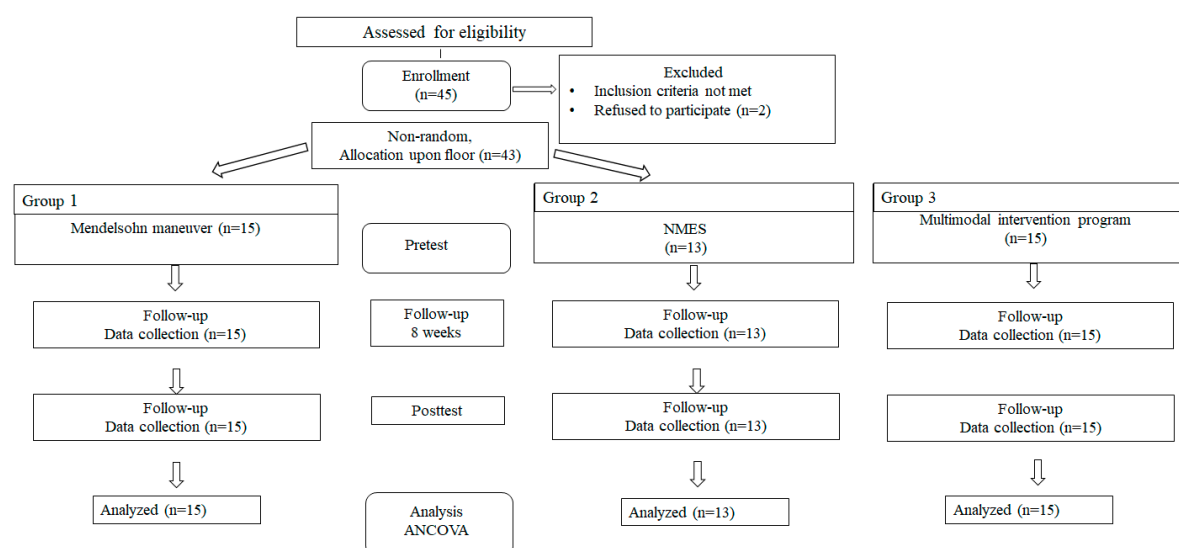 Assessed for eligibility
Enrollment
(n=45)
Excluded
• Inclusion criteria not met
• Refused to participate (n=2)
Non-random,
Allocation upon floor (n=43)
Group 1
Mendelsohn maneuver (n=15)
Pretest
Group 2
NMES
(n=13)
Group 3
Multimodal intervention program
(n=15)
Follow-up
Data collection (n=15)
Follow-up
8 weeks
Follow-up
Data collection (n=13)
Follow-up
Data collection (n=15)
Follow-up
Data collection (n=15)
Posttest
Follow-up
Data collection (n=13)
Follow-up
Data collection (n=15)
Analyzed (n=15)
Analysis
ANCOVA
Analyzed (n=13)
Analyzed (n=15)